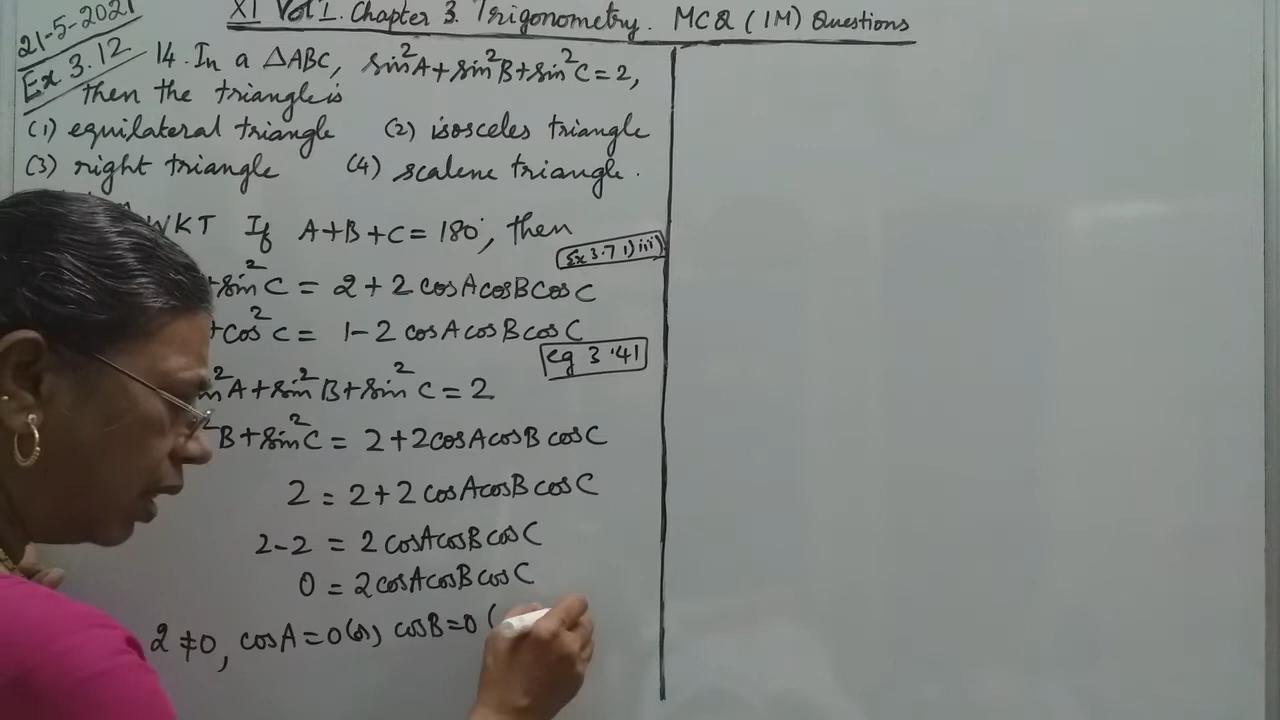 XI Vol I. Chapter 3. Trigonometry. MCQ (1M) Questions
21-5-2021
Ex 3.12
14. In a ΔABC, sin²A+sin²B+sin²C=2,
then the triangle is
(1) equilateral triangle (2) isosceles triangle
(3) right triangle (4) scalene triangle.
WKT If A+B+C=180°, then
Ex 3.7 1) iii)
+sin²C = 2+2 cosA cosB cosC
+cos²C = 1-2 cosA cosB cosC
eg 3.41
²A+sin²B+sin²C=2
²B+sin²C = 2+2cosA cosB cosC
2 = 2+2 cosA cosB cosC
2-2 = 2 cosA cosB cosC
0 = 2 cosA cosB cosC
2≠0, cosA=0 (or) cosB=0 (